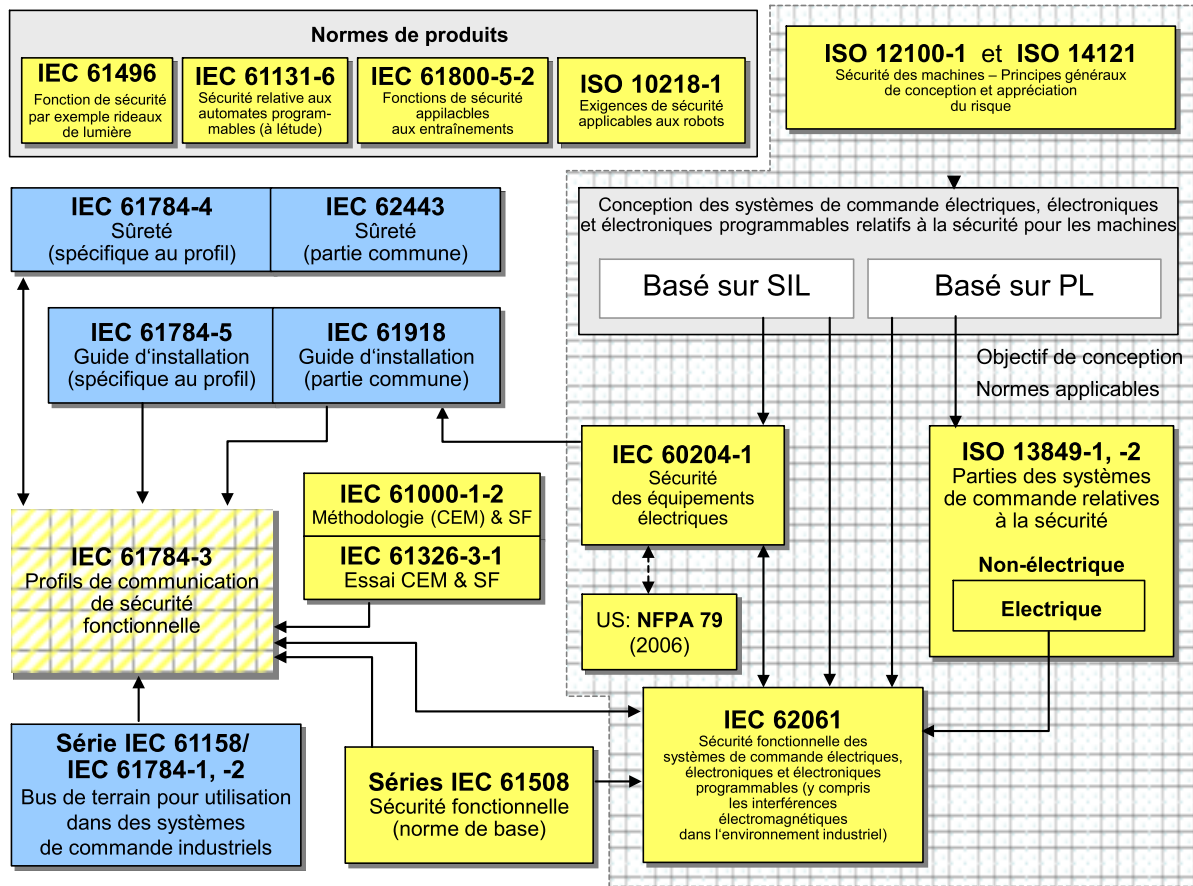 Normes de produits
IEC 61496
Fonction de sécurité
par exemple rideaux
de lumière
IEC 61131-6
Sécurité relative aux
automates program-
mables (à létude)
IEC 61800-5-2
Fonctions de sécurité
appilacbles
aux entraînements
ISO 10218-1
Exigences de sécurité
applicables aux robots
ISO 12100-1 et ISO 14121
Sécurité des machines – Principes généraux
de conception et appréciation
du risque
IEC 61784-4
Sûreté
(spécifique au profil)
IEC 62443
Sûreté
(partie commune)
Conception des systèmes de commande électriques, électroniques
et électroniques programmables relatifs à la sécurité pour les machines
Basé sur SIL
Basé sur PL
IEC 61784-5
Guide d'installation
(spécifique au profil)
IEC 61918
Guide d'installation
(partie commune)
Objectif de conception
Normes applicables
IEC 60204-1
Sécurité
des équipements
électriques
ISO 13849-1, -2
Parties des systèmes
de commande relatives
à la sécurité
Non-électrique
Electrique
IEC 61000-1-2
Méthodologie (CEM) & SF
IEC 61326-3-1
Essai CEM & SF
IEC 61784-3
Profils de communication
de sécurité
fonctionnelle
US: NFPA 79
(2006)
IEC 62061
Sécurité fonctionnelle des
systèmes de commande électriques,
électroniques et électroniques
programmables (y compris
les interférences
électromagnétiques
dans l'environnement industriel)
Série IEC 61158/
IEC 61784-1, -2
Bus de terrain pour utilisation
dans des systèmes
de commande industriels
Séries IEC 61508
Sécurité fonctionnelle
(norme de base)